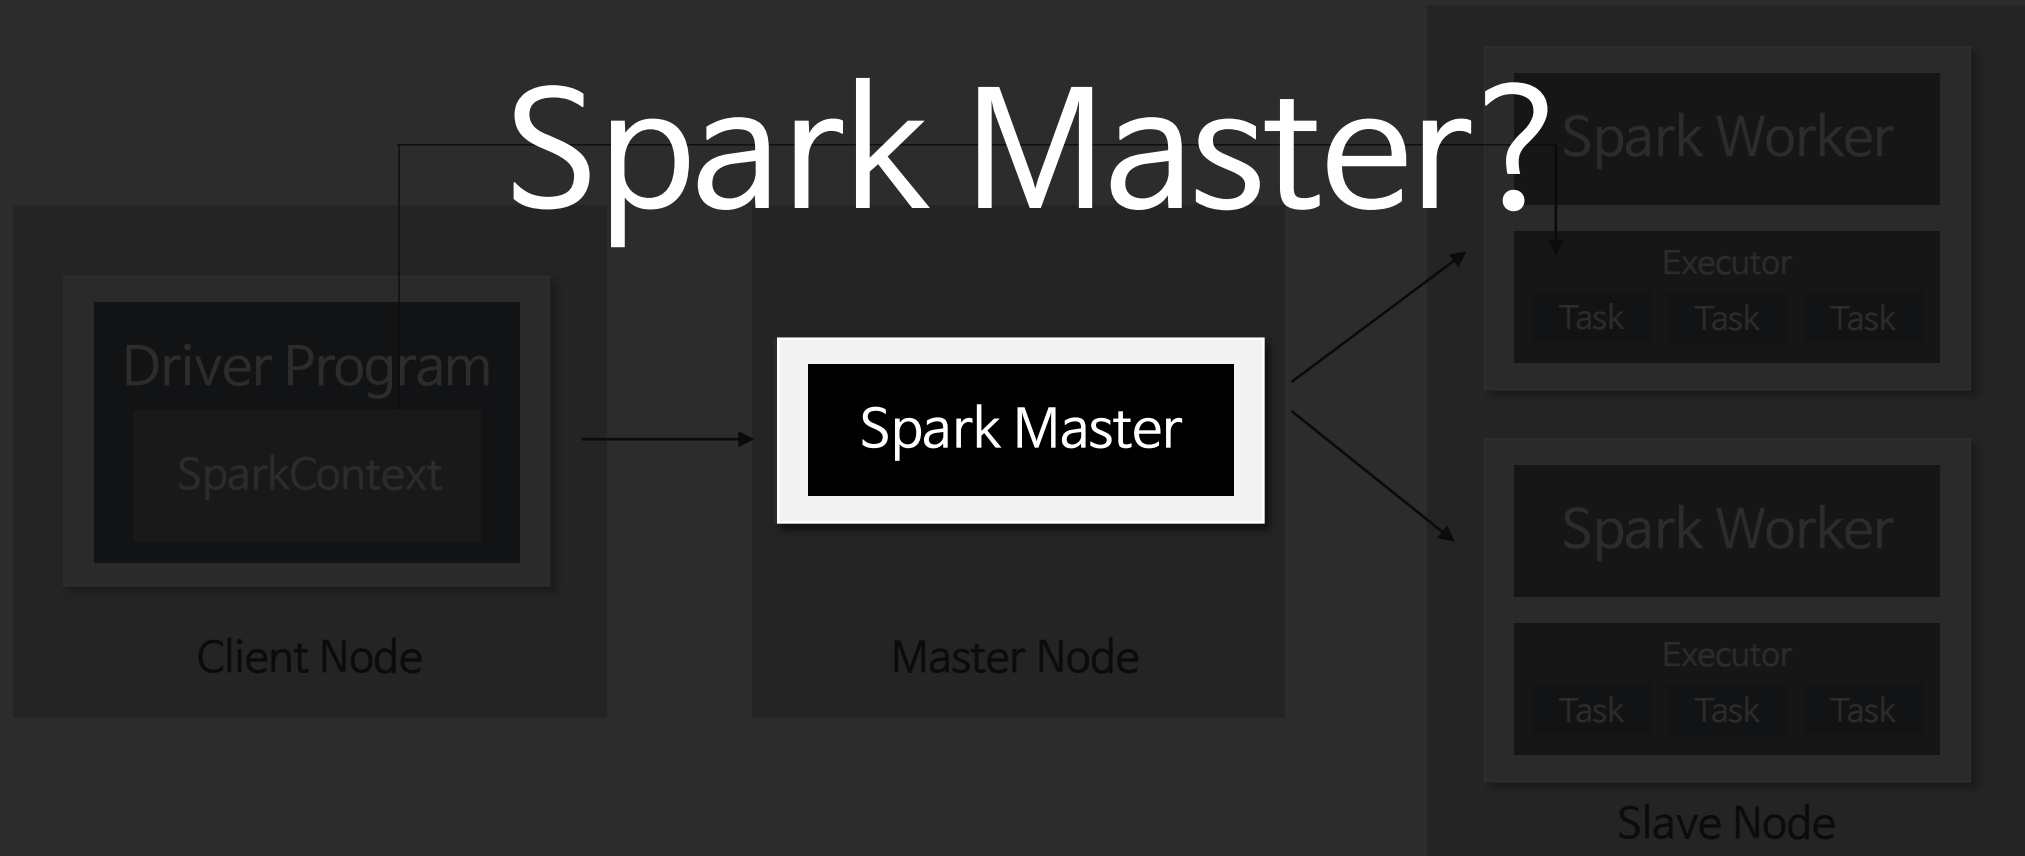 Spark Master?
Driver Program
SparkContext
Client Node
Spark Master
Master Node
Spark Worker
Executor
Task Task Task
Spark Worker
Executor
Task Task Task
Slave Node